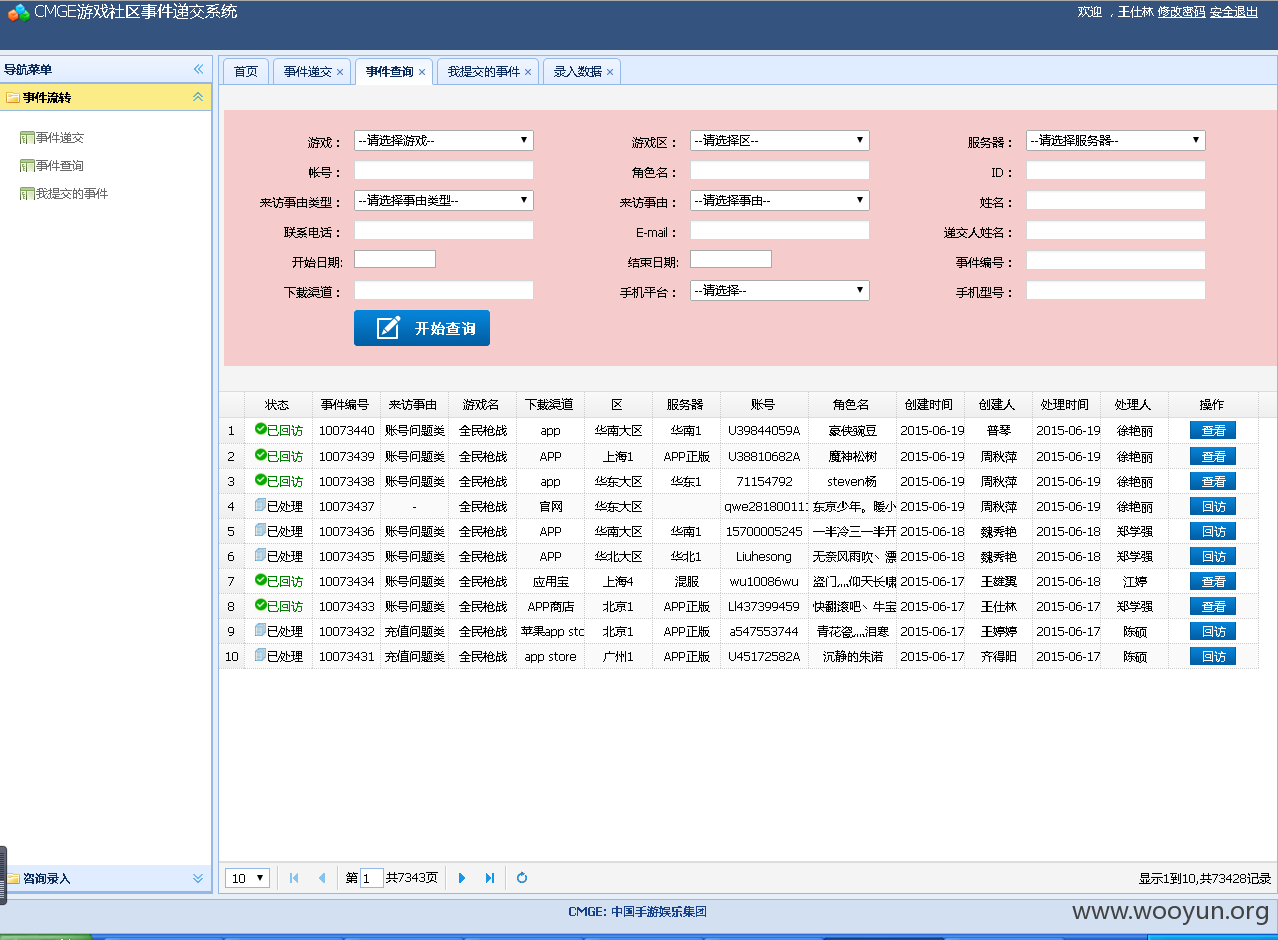 CMGE游戏社区事件递交系统
欢迎 ，王仕林 修改密码 安全退出
导航菜单
首页 事件递交 事件查询 我提交的事件 录入数据
事件流转
事件递交
事件查询
我提交的事件
游戏： --请选择游戏-- 游戏区： --请选择区-- 服务器： --请选择服务器--
帐号： 角色名： ID：
来访事由类型： --请选择事由类型-- 来访事由： --请选择事由-- 姓名：
联系电话： E-mail： 递交人姓名：
开始日期: 结束日期: 事件编号：
下载渠道： 手机平台： --请选择-- 手机型号：
开始查询
状态 事件编号 来访事由 游戏名 下载渠道 区 服务器 账号 角色名 创建时间 创建人 处理时间 处理人 操作
1 已回访 10073440 账号问题类 全民枪战 app 华南大区 华南1 U39844059A 豪侠豌豆 2015-06-19 普琴 2015-06-19 徐艳丽 查看
2 已回访 10073439 账号问题类 全民枪战 APP 上海1 APP正版 U38810682A 魔神松树 2015-06-19 周秋萍 2015-06-19 徐艳丽 查看
3 已回访 10073438 账号问题类 全民枪战 app 华东大区 华东1 71154792 steven杨 2015-06-19 周秋萍 2015-06-19 徐艳丽 查看
4 已处理 10073437 - 全民枪战 官网 华东大区 qwe28180011 东京少年。暖小 2015-06-19 周秋萍 2015-06-19 徐艳丽 回访
5 已处理 10073436 账号问题类 全民枪战 APP 华南大区 华南1 15700005245 一半冷三一半开 2015-06-18 魏秀艳 2015-06-18 郑学强 回访
6 已处理 10073435 账号问题类 全民枪战 APP 华北大区 华北1 Liuhesong 无奈风雨吹、漂 2015-06-18 魏秀艳 2015-06-18 郑学强 回访
7 已回访 10073434 账号问题类 全民枪战 应用宝 上海4 混服 wu10086wu 盗门灬仰天长啸 2015-06-17 王雄翼 2015-06-18 江婷 查看
8 已回访 10073433 账号问题类 全民枪战 APP商店 北京1 APP正版 Ll437399459 快翻滚吧、牛宝 2015-06-17 王仕林 2015-06-17 郑学强 查看
9 已处理 10073432 充值问题类 全民枪战 苹果app stc 北京1 APP正版 a547553744 青花瓷灬泪寒 2015-06-17 王婷婷 2015-06-17 陈硕 回访
10 已处理 10073431 充值问题类 全民枪战 app store 广州1 APP正版 U45172582A 沉静的朱诺 2015-06-17 齐得阳 2015-06-17 陈硕 回访
咨询录入
10 第 1 共7343页 显示1到10,共73428记录
CMGE: 中国手游娱乐集团
www.wooyun.org